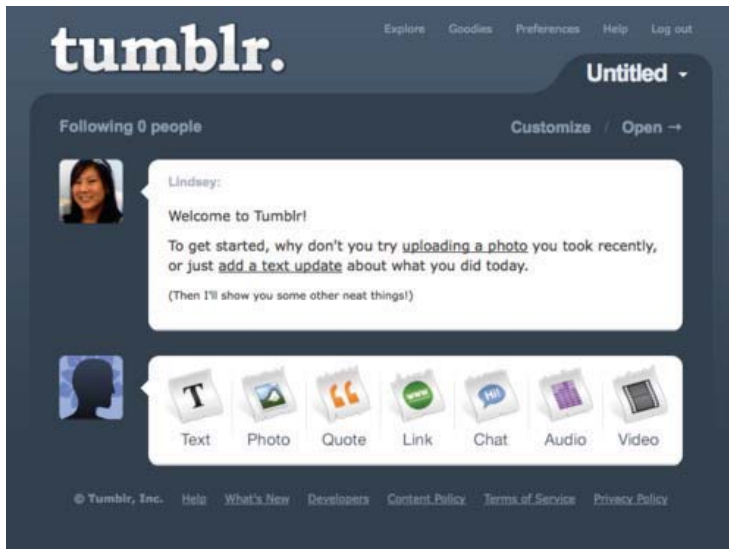 tumblr.
Explore Goodies Preferences Help Log out
Untitled
Following 0 people
Customize / Open →
Lindsey:
Welcome to Tumblr!
To get started, why don't you try uploading a photo you took recently,
or just add a text update about what you did today.
(Then I'll show you some other neat things!)
T
www
Hi!
Text Photo Quote Link Chat Audio Video
© Tumblr, Inc. Help What's New Developers Content Policy Terms of Service Privacy Policy